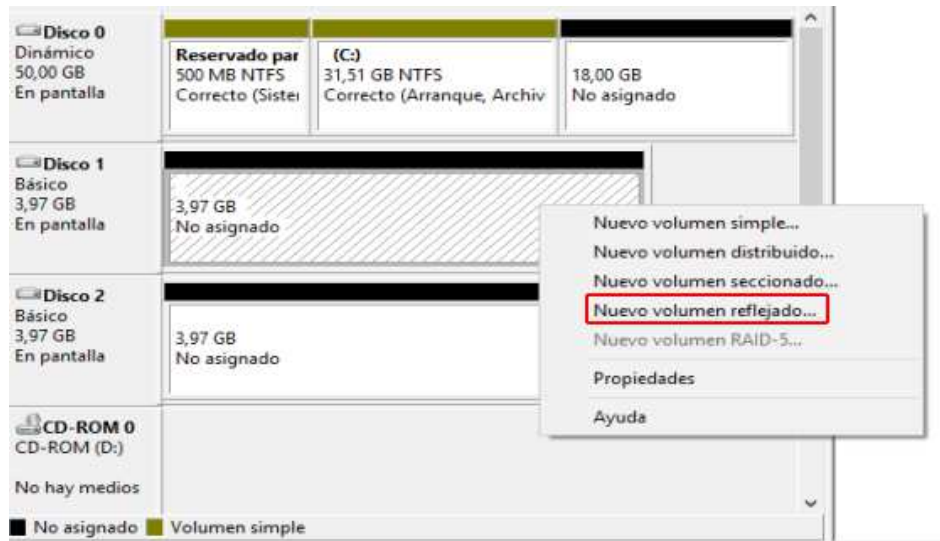 Disco 0
Dinámico
50,00 GB
En pantalla
Reservado par
500 MB NTFS
Correcto (Sister
(C:)
31,51 GB NTFS
Correcto (Arranque, Archiv
18,00 GB
No asignado
Disco 1
Básico
3,97 GB
En pantalla
3,97 GB
No asignado
Disco 2
Básico
3,97 GB
En pantalla
3,97 GB
No asignado
Nuevo volumen simple...
Nuevo volumen distribuido...
Nuevo volumen seccionado...
Nuevo volumen reflejado...
Nuevo volumen RAID-5...
Propiedades
Ayuda
CD-ROM 0
CD-ROM (D:)
No hay medios
No asignado Volumen simple